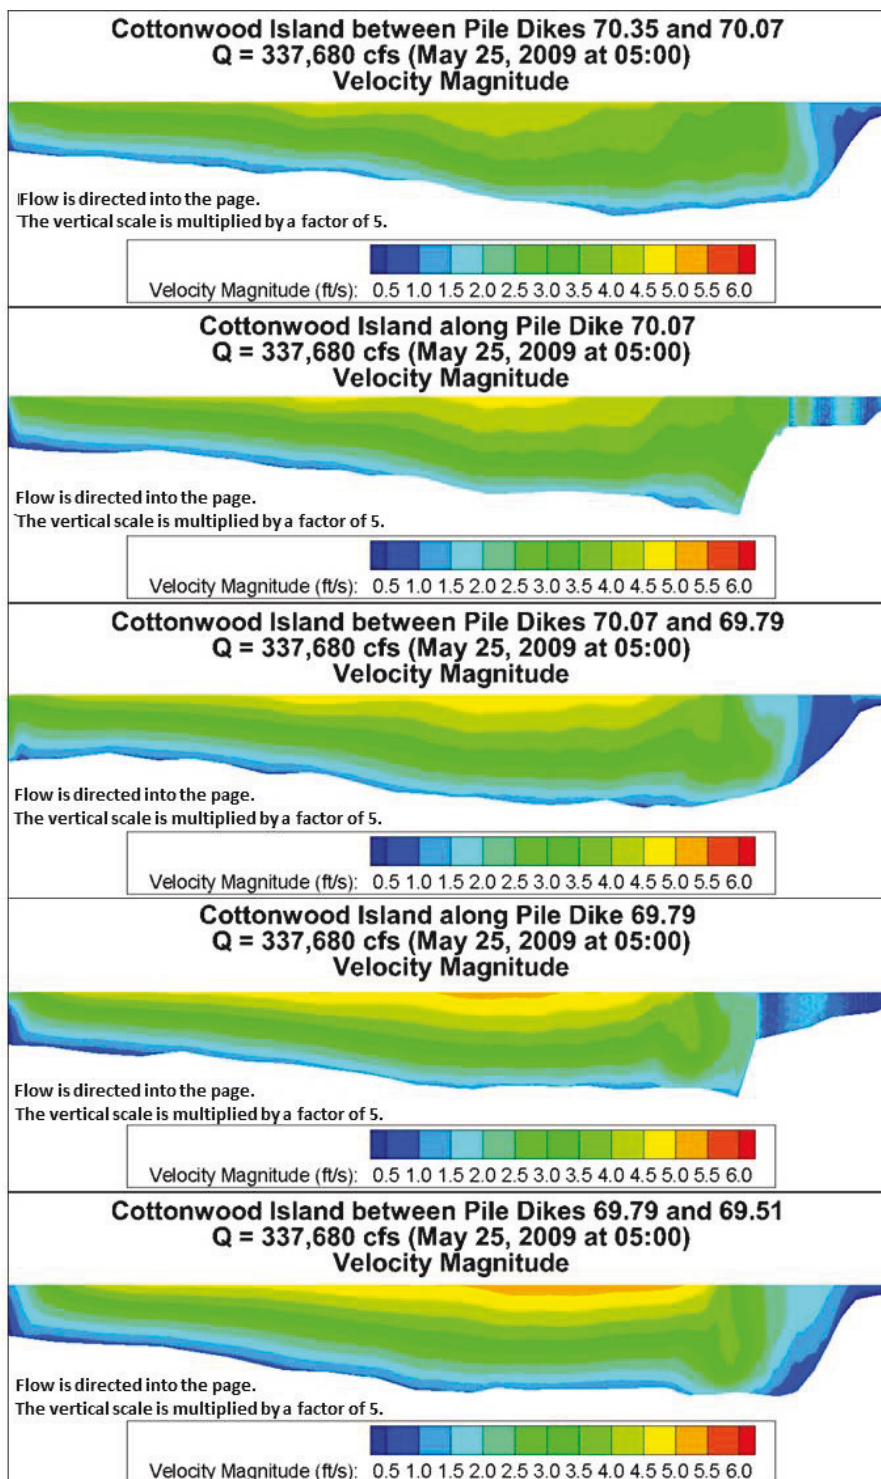 Cottonwood Island between Pile Dikes 70.35 and 70.07
Q = 337,680 cfs (May 25, 2009 at 05:00)
Velocity Magnitude
Flow is directed into the page.
The vertical scale is multiplied by a factor of 5.
Velocity Magnitude (ft/s): 0.5 1.0 1.5 2.0 2.5 3.0 3.5 4.0 4.5 5.0 5.5 6.0
Cottonwood Island along Pile Dike 70.07
Q = 337,680 cfs (May 25, 2009 at 05:00)
Velocity Magnitude
Flow is directed into the page.
The vertical scale is multiplied by a factor of 5.
Velocity Magnitude (ft/s): 0.5 1.0 1.5 2.0 2.5 3.0 3.5 4.0 4.5 5.0 5.5 6.0
Cottonwood Island between Pile Dikes 70.07 and 69.79
Q = 337,680 cfs (May 25, 2009 at 05:00)
Velocity Magnitude
Flow is directed into the page.
The vertical scale is multiplied by a factor of 5.
Velocity Magnitude (ft/s): 0.5 1.0 1.5 2.0 2.5 3.0 3.5 4.0 4.5 5.0 5.5 6.0
Cottonwood Island along Pile Dike 69.79
Q = 337,680 cfs (May 25, 2009 at 05:00)
Velocity Magnitude
Flow is directed into the page.
The vertical scale is multiplied by a factor of 5.
Velocity Magnitude (ft/s): 0.5 1.0 1.5 2.0 2.5 3.0 3.5 4.0 4.5 5.0 5.5 6.0
Cottonwood Island between Pile Dikes 69.79 and 69.51
Q = 337,680 cfs (May 25, 2009 at 05:00)
Velocity Magnitude
Flow is directed into the page.
The vertical scale is multiplied by a factor of 5.
Velocity Magnitude (ft/s): 0.5 1.0 1.5 2.0 2.5 3.0 3.5 4.0 4.5 5.0 5.5 6.0